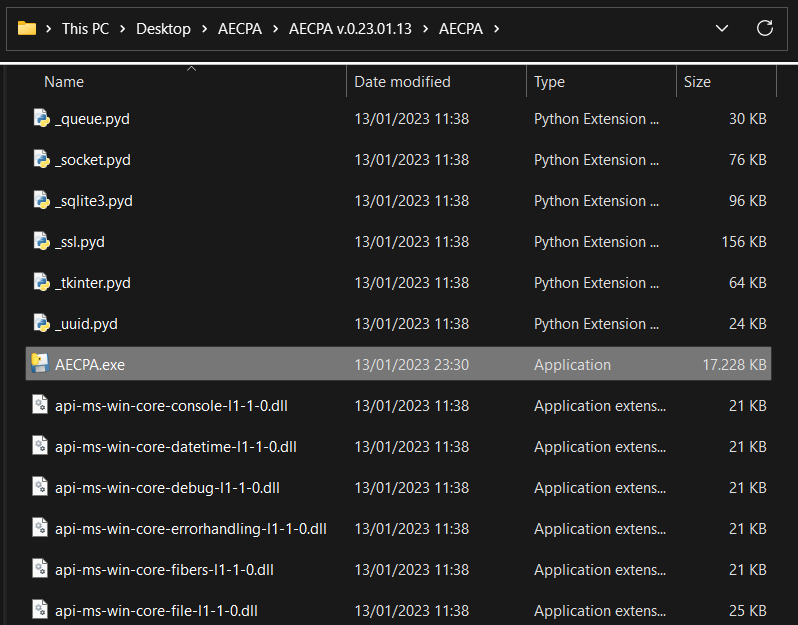 This PC > Desktop > AECPA > AECPA v.0.23.01.13 > AECPA >
Name Date modified Type Size
_queue.pyd 13/01/2023 11:38 Python Extension ... 30 KB
_socket.pyd 13/01/2023 11:38 Python Extension ... 76 KB
_sqlite3.pyd 13/01/2023 11:38 Python Extension ... 96 KB
_ssl.pyd 13/01/2023 11:38 Python Extension ... 156 KB
_tkinter.pyd 13/01/2023 11:38 Python Extension ... 64 KB
_uuid.pyd 13/01/2023 11:38 Python Extension ... 24 KB
AECPA.exe 13/01/2023 23:30 Application 17.228 KB
api-ms-win-core-console-l1-1-0.dll 13/01/2023 11:38 Application extens... 21 KB
api-ms-win-core-datetime-l1-1-0.dll 13/01/2023 11:38 Application extens... 21 KB
api-ms-win-core-debug-l1-1-0.dll 13/01/2023 11:38 Application extens... 21 KB
api-ms-win-core-errorhandling-l1-1-0.dll 13/01/2023 11:38 Application extens... 21 KB
api-ms-win-core-fibers-l1-1-0.dll 13/01/2023 11:38 Application extens... 21 KB
api-ms-win-core-file-l1-1-0.dll 13/01/2023 11:38 Application extens... 25 KB